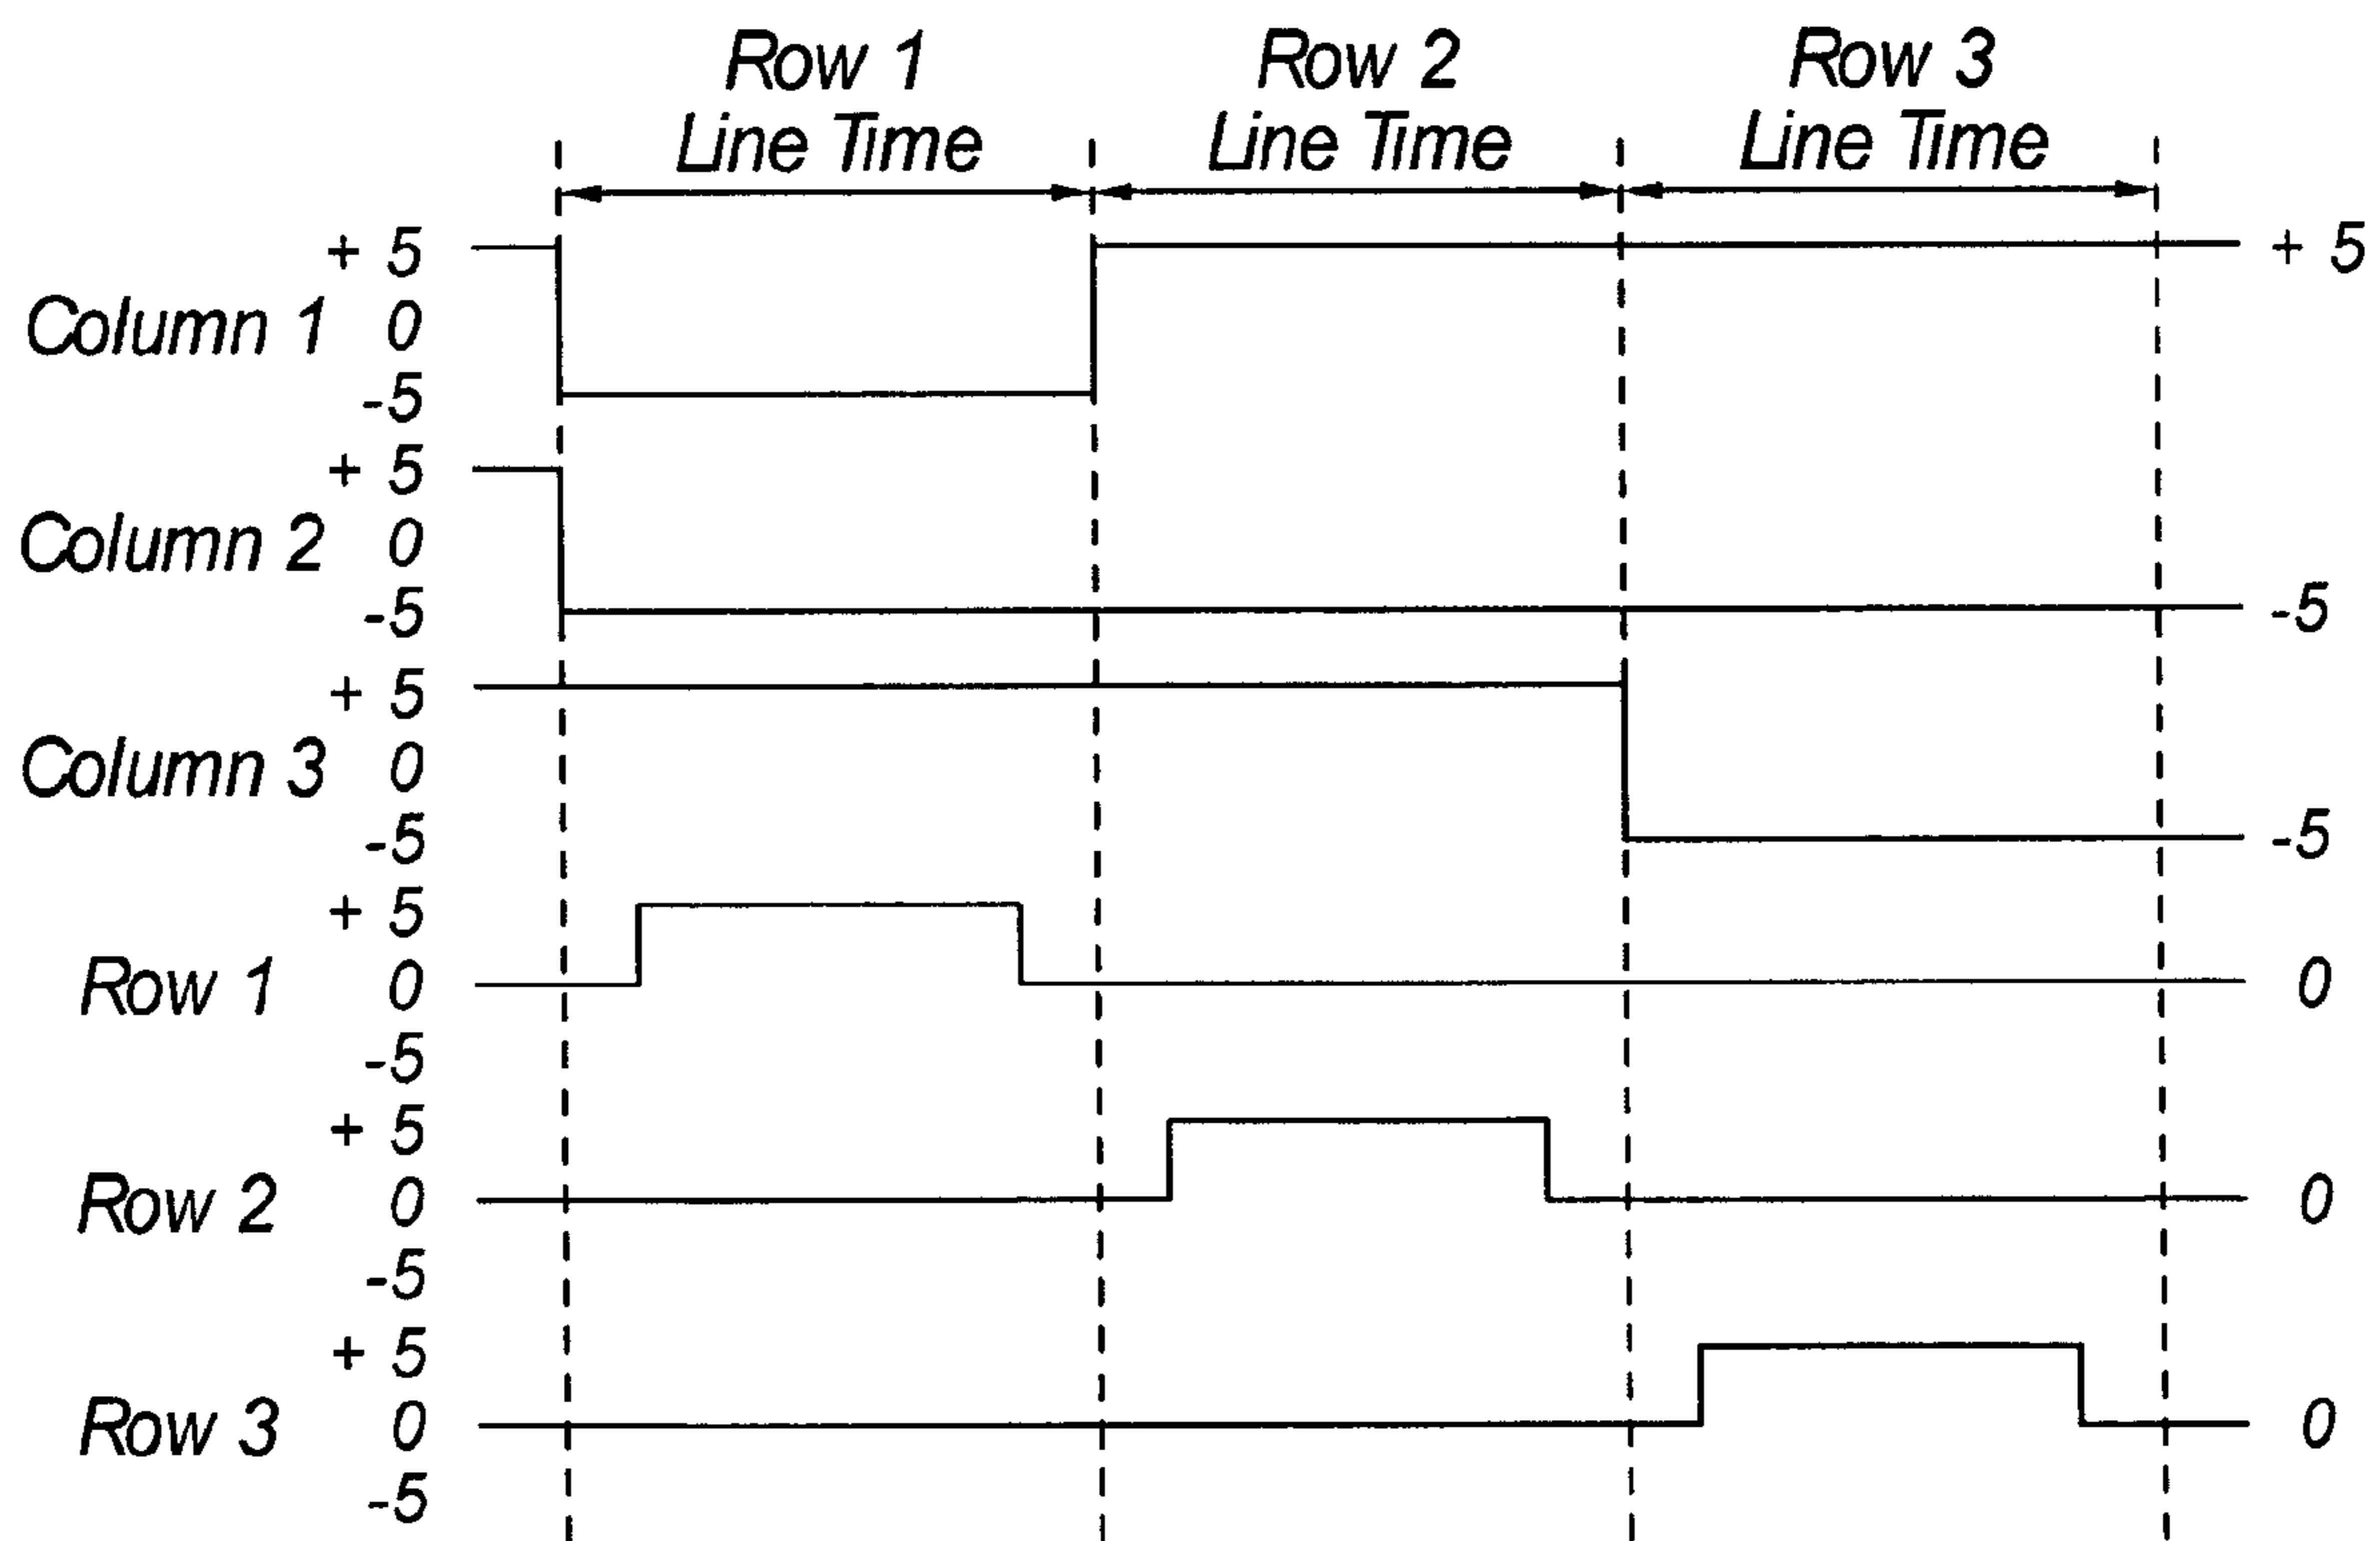 Row 1 Row 2 Row 3
Line Time Line Time Line Time
+ 5 + 5
Column 1 0
-5
+ 5
Column 2 0
-5 -5
+ 5
Column 3 0
-5 -5
+ 5
Row 1 0 0
-5
+ 5
Row 2 0 0
-5
+ 5
Row 3 0 0
-5